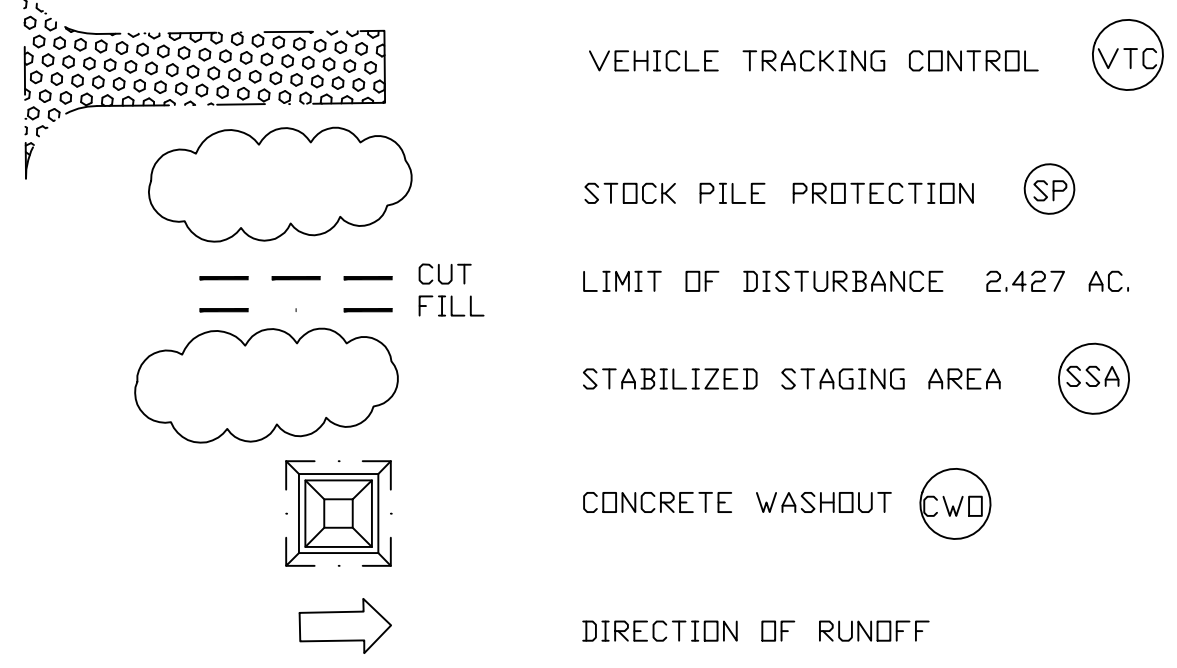 VEHICLE TRACKING CONTROL VTC
STOCK PILE PROTECTION SP
CUT
FILL
LIMIT OF DISTURBANCE 2.427 AC.
STABILIZED STAGING AREA SSA
CONCRETE WASHOUT CWO
DIRECTION OF RUNOFF